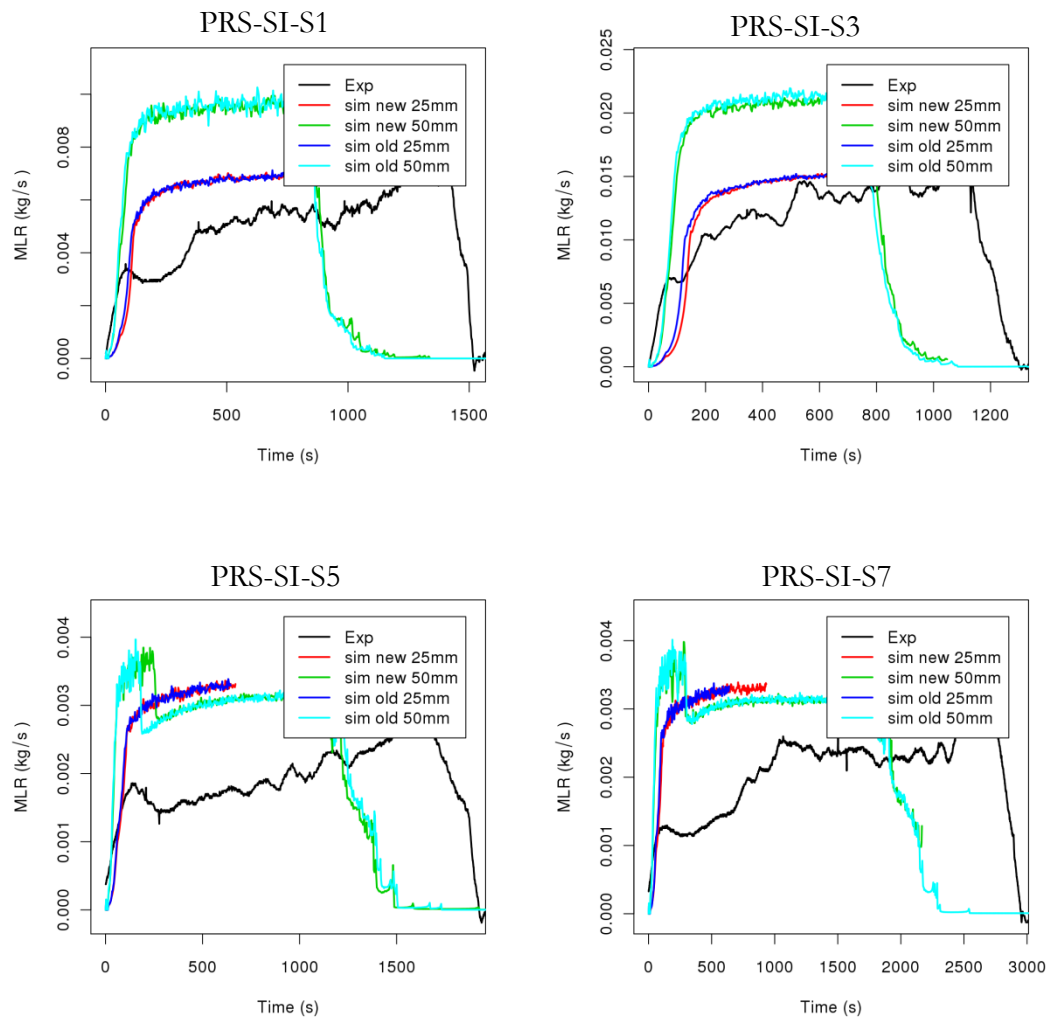 PRS-SI-S1
MLR (kg/s)
0.008
0.004
0.000
Exp
sim new 25mm
sim new 50mm
sim old 25mm
sim old 50mm
0
500
1000
1500
Time (s)
PRS-SI-S3
MLR (kg/s)
0.025
0.020
0.015
0.010
0.005
0.000
Exp
sim new 25mm
sim new 50mm
sim old 25mm
sim old 50mm
0
200
400
600
800
1000
1200
Time (s)
PRS-SI-S5
MLR (kg/s)
0.004
0.003
0.002
0.001
0.000
Exp
sim new 25mm
sim new 50mm
sim old 25mm
sim old 50mm
0
500
1000
1500
Time (s)
PRS-SI-S7
MLR (kg/s)
0.004
0.003
0.002
0.001
0.000
Exp
sim new 25mm
sim new 50mm
sim old 25mm
sim old 50mm
0
500
1000
1500
2000
2500
3000
Time (s)